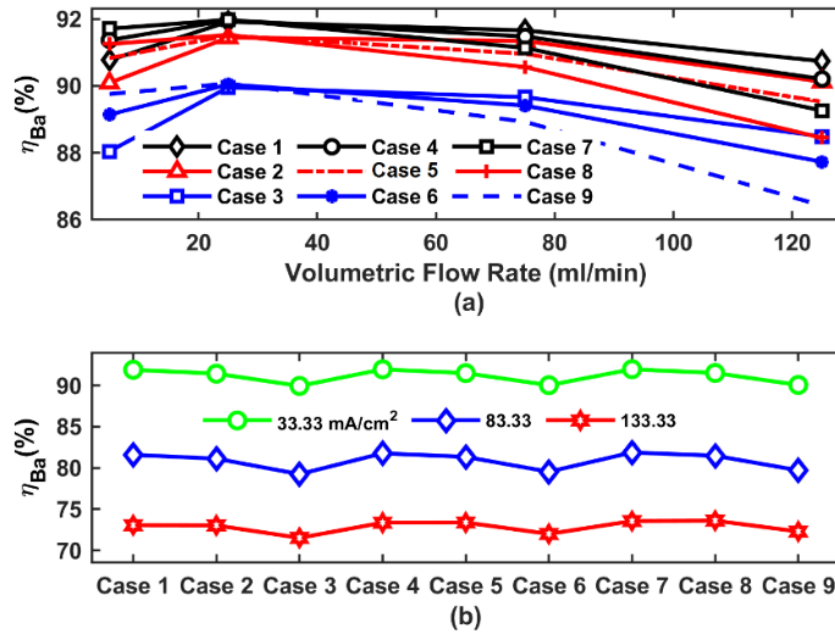 92
90
88
86
η_Ba(%)
Case 1 Case 4 Case 7
Case 2 Case 5 Case 8
Case 3 Case 6 Case 9
20 40 60 80 100 120
Volumetric Flow Rate (ml/min)
(a)
90
85
80
75
70
η_Ba(%)
33.33 mA/cm² 83.33 133.33
Case 1 Case 2 Case 3 Case 4 Case 5 Case 6 Case 7 Case 8 Case 9
(b)